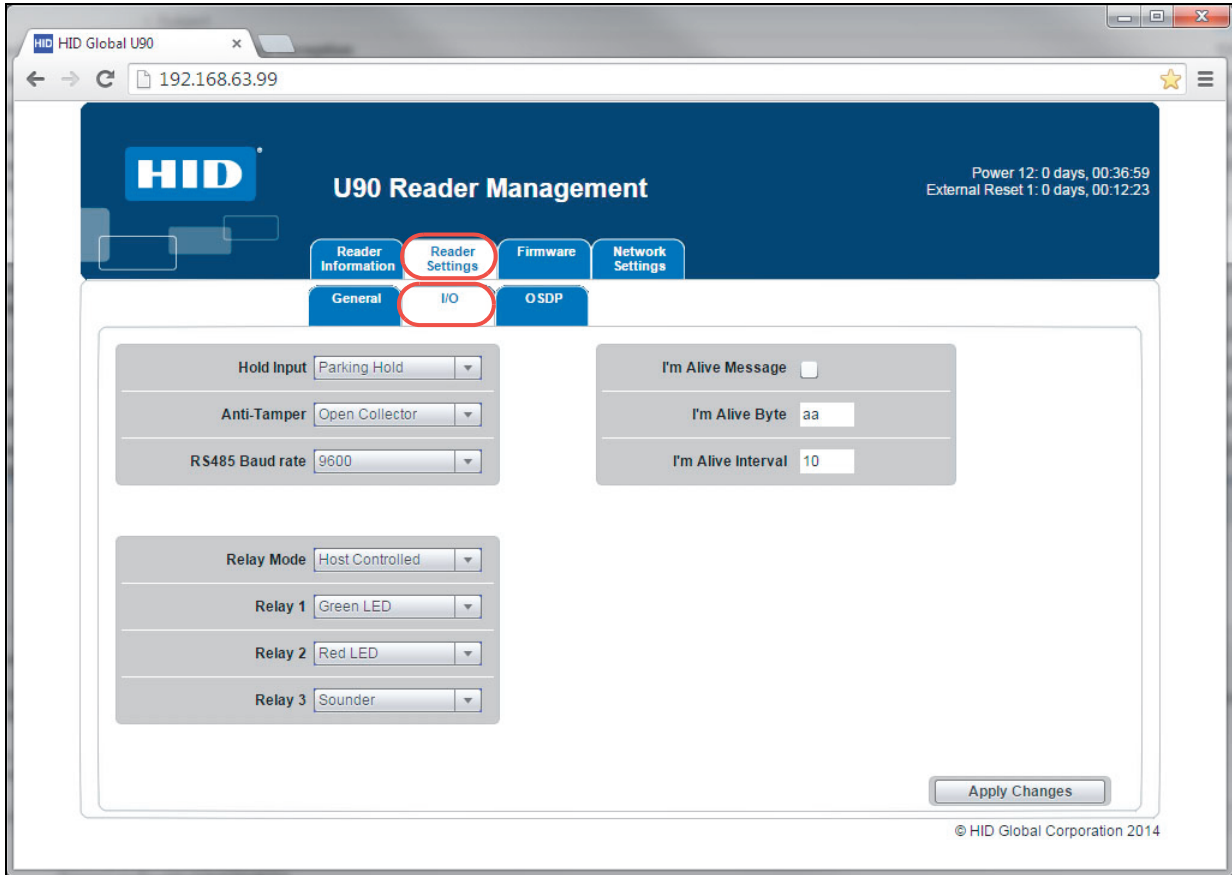 HID HID Global U90
192.168.63.99
HID
U90 Reader Management
Power 12: 0 days, 00:36:59
External Reset 1: 0 days, 00:12:23
Reader Information
Reader Settings
Firmware
Network Settings
General
I/O
OSDP
Hold Input Parking Hold
Anti-Tamper Open Collector
RS485 Baud rate 9600
I'm Alive Message
I'm Alive Byte aa
I'm Alive Interval 10
Relay Mode Host Controlled
Relay 1 Green LED
Relay 2 Red LED
Relay 3 Sounder
Apply Changes
© HID Global Corporation 2014